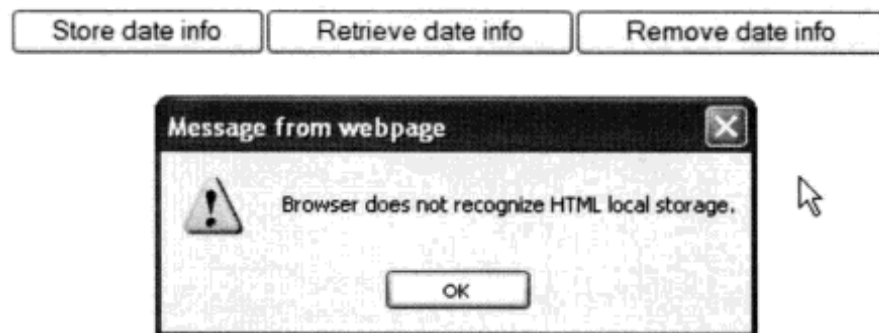 Store date info Retrieve date info Remove date info
Message from webpage
Browser does not recognize HTML local storage.
OK